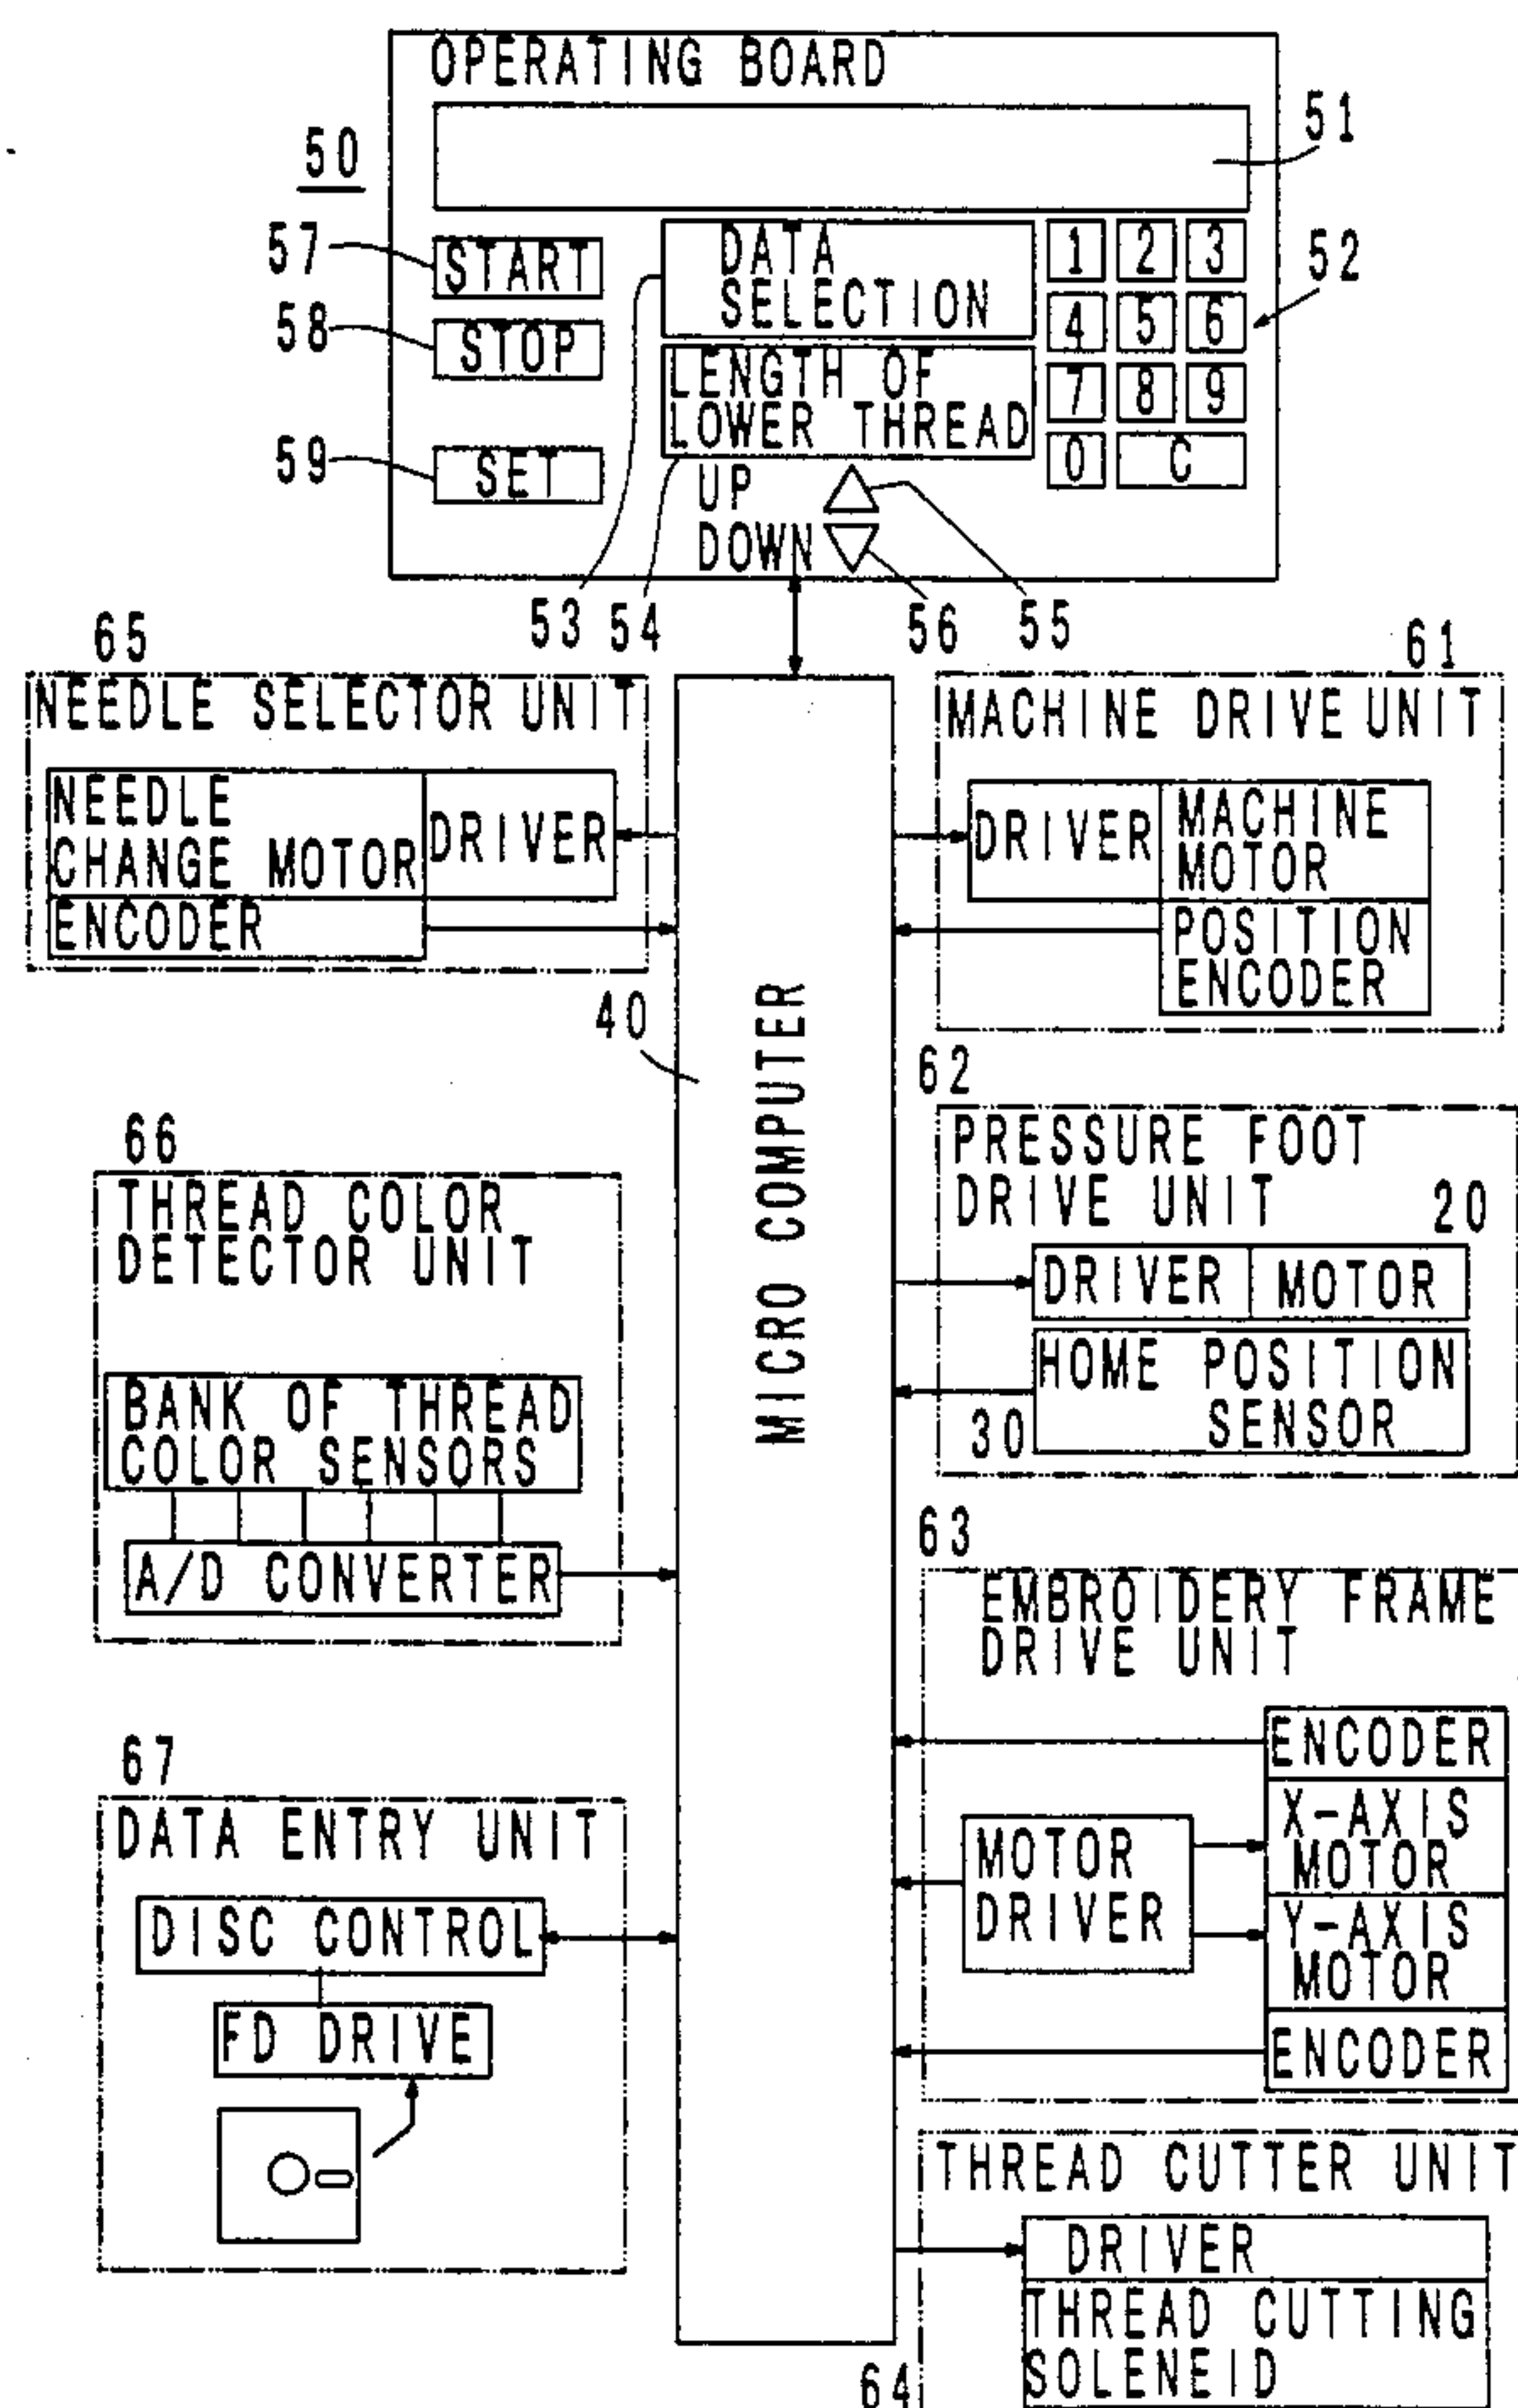 OPERATING BOARD
51
50
57
START
DATA
SELECTION
1 2 3
52
58
STOP
4 5 6
LENGTH OF
LOWER THREAD
7 8 9
59
SET
0 C
UP
DOWN
53 54 56 55
65
NEEDLE SELECTOR UNIT
NEEDLE
CHANGE MOTOR
DRIVER
ENCODER
61
MACHINE DRIVE UNIT
DRIVER
MACHINE
MOTOR
POSITION
ENCODER
40
MICRO COMPUTER
62
PRESSURE FOOT
DRIVE UNIT
20
DRIVER MOTOR
HOME POSITION
SENSOR
30
66
THREAD COLOR
DETECTOR UNIT
BANK OF THREAD
COLOR SENSORS
A/D CONVERTER
63
EMBROIDERY FRAME
DRIVE UNIT
ENCODER
X-AXIS
MOTOR
MOTOR
DRIVER
Y-AXIS
MOTOR
ENCODER
67
DATA ENTRY UNIT
DISC CONTROL
FD DRIVE
THREAD CUTTER UNIT
DRIVER
THREAD CUTTING
SOLENEID
64